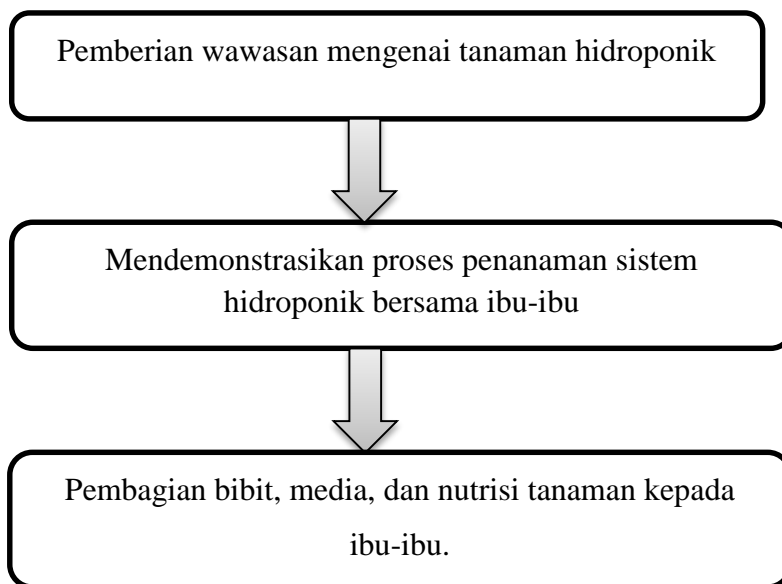 Pemberian wawasan mengenai tanaman hidroponik
Mendemonstrasikan proses penanaman sistem
hidroponik bersama ibu-ibu
Pembagian bibit, media, dan nutrisi tanaman kepada
ibu-ibu.